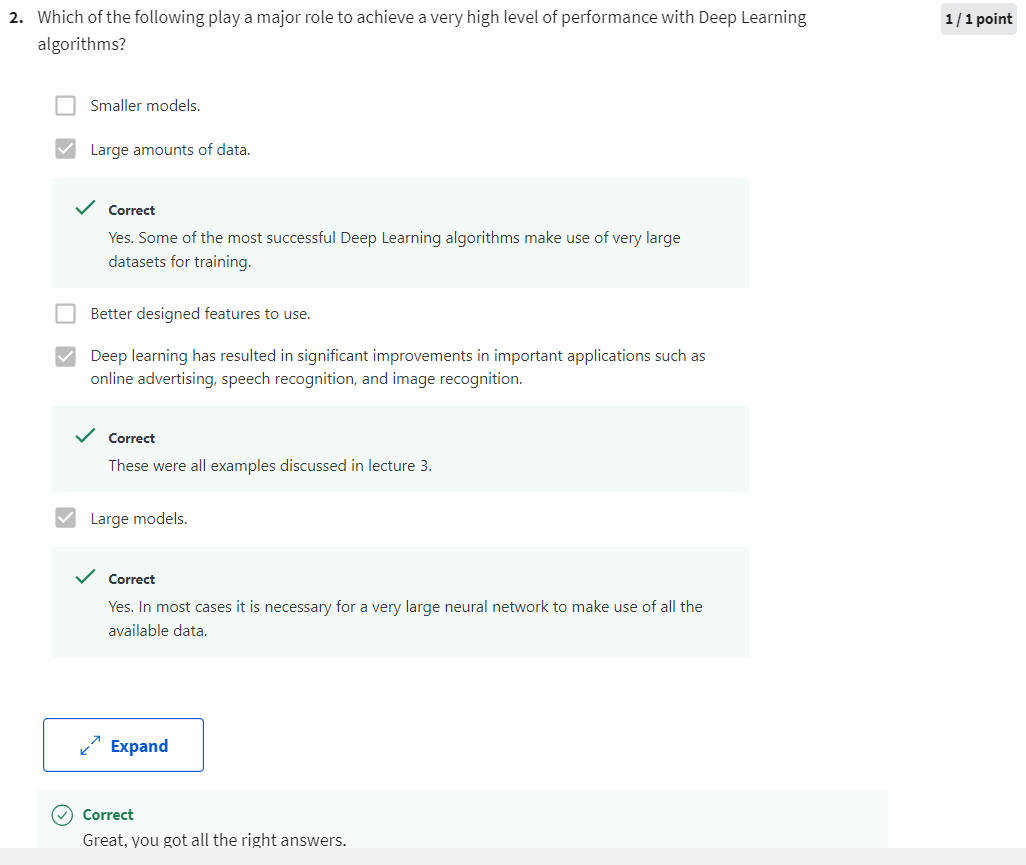 2. Which of the following play a major role to achieve a very high level of performance with Deep Learning
1 / 1 point
algorithms?
Smaller models.
Large amounts of data.
Correct
Yes. Some of the most successful Deep Learning algorithms make use of very large
datasets for training.
Better designed features to use.
Deep learning has resulted in significant improvements in important applications such as
online advertising, speech recognition, and image recognition.
Correct
These were all examples discussed in lecture 3.
Large models.
Correct
Yes. In most cases it is necessary for a very large neural network to make use of all the
available data.
Expand
Correct
Great, you got all the right answers.